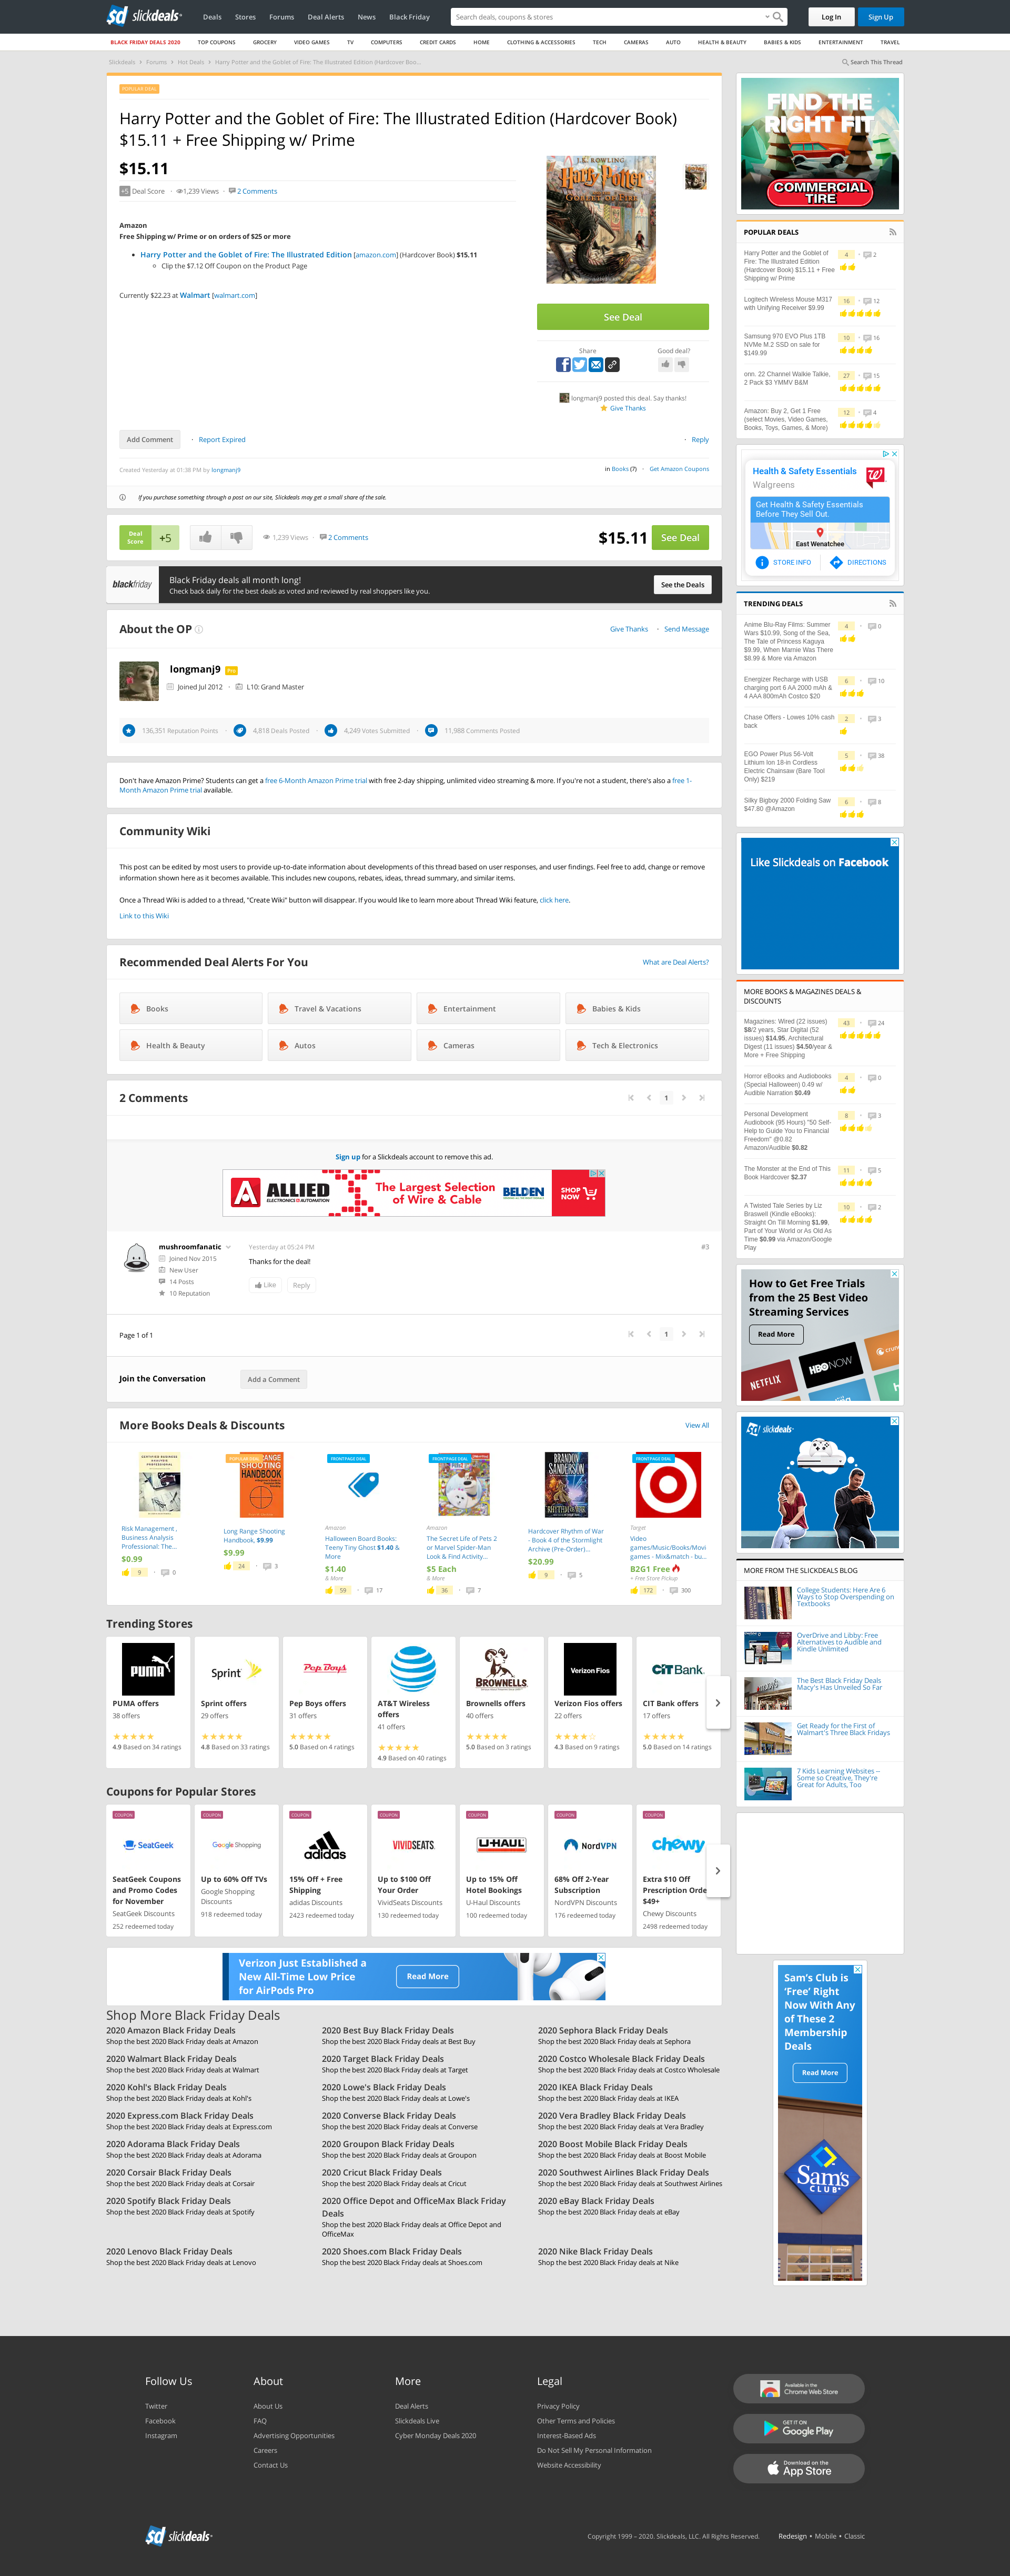 slickdeals
Deals Stores Forums Deal Alerts News Black Friday
Search deals, coupons & stores
Log In
Sign Up
BLACK FRIDAY DEALS 2020 TOP COUPONS GROCERY VIDEO GAMES TV COMPUTERS CREDIT CARDS HOME CLOTHING & ACCESSORIES TECH CAMERAS AUTO HEALTH & BEAUTY BABIES & KIDS ENTERTAINMENT TRAVEL
Slickdeals Forums Hot Deals Harry Potter and the Goblet of Fire: The Illustrated Edition (Hardcover Boo...
Search This Thread
POPULAR DEAL
Harry Potter and the Goblet of Fire: The Illustrated Edition (Hardcover Book)
$15.11 + Free Shipping w/ Prime
$15.11
+5 Deal Score 1,239 Views 2 Comments
Amazon
Free Shipping w/ Prime or on orders of $25 or more
Harry Potter and the Goblet of Fire: The Illustrated Edition [amazon.com] (Hardcover Book) $15.11
Clip the $7.12 Off Coupon on the Product Page
Currently $22.23 at Walmart [walmart.com]
J.K. ROWLING
Harry Potter
GOBLET OF FIRE
See Deal
Share
Good deal?
longmanj9 posted this deal. Say thanks!
Give Thanks
Add Comment
Report Expired
Reply
Created Yesterday at 01:38 PM by longmanj9
in Books (7) Get Amazon Coupons
If you purchase something through a post on our site, Slickdeals may get a small share of the sale.
Deal Score +5
1,239 Views 2 Comments
$15.11 See Deal
blackfriday
Black Friday deals all month long!
Check back daily for the best deals as voted and reviewed by real shoppers like you.
See the Deals
About the OP
Give Thanks Send Message
longmanj9 Pro
Joined Jul 2012 L10: Grand Master
136,351 Reputation Points 4,818 Deals Posted 4,249 Votes Submitted 11,988 Comments Posted
Don't have Amazon Prime? Students can get a free 6-Month Amazon Prime trial with free 2-day shipping, unlimited video streaming & more. If you're not a student, there's also a free 1-
Month Amazon Prime trial available.
Community Wiki
This post can be edited by most users to provide up-to-date information about developments of this thread based on user responses, and user findings. Feel free to add, change or remove
information shown here as it becomes available. This includes new coupons, rebates, ideas, thread summary, and similar items.
Once a Thread Wiki is added to a thread, "Create Wiki" button will disappear. If you would like to learn more about Thread Wiki feature, click here.
Link to this Wiki
Recommended Deal Alerts For You
What are Deal Alerts?
Books Travel & Vacations Entertainment Babies & Kids
Health & Beauty Autos Cameras Tech & Electronics
2 Comments
1
Sign up for a Slickdeals account to remove this ad.
ALLIED
ELECTRONICS & AUTOMATION
The Largest Selection
of Wire & Cable
BELDEN
SHOP NOW
mushroomfanatic
Joined Nov 2015
New User
14 Posts
10 Reputation
Yesterday at 05:24 PM
#3
Thanks for the deal!
Like
Reply
Page 1 of 1
1
Join the Conversation
Add a Comment
More Books Deals & Discounts
View All
Risk Management ,
Business Analysis
Professional: The...
$0.99
9 0
POPULAR DEAL
SHOOTING
HANDBOOK
Long Range Shooting
Handbook, $9.99
$9.99
24 3
FRONTPAGE DEAL
Amazon
Halloween Board Books:
Teeny Tiny Ghost $1.40 &
More
$1.40
& More
59 17
FRONTPAGE DEAL
Amazon
The Secret Life of Pets 2
or Marvel Spider-Man
Look & Find Activity...
$5 Each
& More
36 7
BRANDON
SANDERSON
RHYTHM OF WAR
Hardcover Rhythm of War
- Book 4 of the Stormlight
Archive (Pre-Order)...
$20.99
9 5
FRONTPAGE DEAL
Target
Video
games/Music/Books/Movi
games - Mix&match - bu...
B2G1 Free
+ Free Store Pickup
172 300
Trending Stores
PUMA
PUMA offers
38 offers
4.9 Based on 34 ratings
Sprint
Sprint offers
29 offers
4.8 Based on 33 ratings
Pep Boys
Pep Boys offers
31 offers
5.0 Based on 4 ratings
AT&T Wireless
offers
41 offers
4.9 Based on 40 ratings
BROWNELLS
Brownells offers
40 offers
5.0 Based on 3 ratings
Verizon Fios
Verizon Fios offers
22 offers
4.3 Based on 9 ratings
CIT BANK
CIT Bank offers
17 offers
5.0 Based on 14 ratings
Coupons for Popular Stores
COUPON
SeatGeek
SeatGeek Coupons
and Promo Codes
for November
SeatGeek Discounts
252 redeemed today
COUPON
Google Shopping
Up to 60% Off TVs
Google Shopping
Discounts
918 redeemed today
COUPON
adidas
15% Off + Free
Shipping
adidas Discounts
2423 redeemed today
COUPON
VIVIDSEATS
Up to $100 Off
Your Order
VividSeats Discounts
130 redeemed today
COUPON
U-HAUL
Up to 15% Off
Hotel Bookings
U-Haul Discounts
100 redeemed today
COUPON
NordVPN
68% Off 2-Year
Subscription
NordVPN Discounts
176 redeemed today
COUPON
chewy
Extra $10 Off
Prescription Orde
$49+
Chewy Discounts
2498 redeemed today
Verizon Just Established a
New All-Time Low Price
for AirPods Pro
Read More
Shop More Black Friday Deals
2020 Amazon Black Friday Deals
Shop the best 2020 Black Friday deals at Amazon
2020 Best Buy Black Friday Deals
Shop the best 2020 Black Friday deals at Best Buy
2020 Sephora Black Friday Deals
Shop the best 2020 Black Friday deals at Sephora
2020 Walmart Black Friday Deals
Shop the best 2020 Black Friday deals at Walmart
2020 Target Black Friday Deals
Shop the best 2020 Black Friday deals at Target
2020 Costco Wholesale Black Friday Deals
Shop the best 2020 Black Friday deals at Costco Wholesale
2020 Kohl's Black Friday Deals
Shop the best 2020 Black Friday deals at Kohl's
2020 Lowe's Black Friday Deals
Shop the best 2020 Black Friday deals at Lowe's
2020 IKEA Black Friday Deals
Shop the best 2020 Black Friday deals at IKEA
2020 Express.com Black Friday Deals
Shop the best 2020 Black Friday deals at Express.com
2020 Converse Black Friday Deals
Shop the best 2020 Black Friday deals at Converse
2020 Vera Bradley Black Friday Deals
Shop the best 2020 Black Friday deals at Vera Bradley
2020 Adorama Black Friday Deals
Shop the best 2020 Black Friday deals at Adorama
2020 Groupon Black Friday Deals
Shop the best 2020 Black Friday deals at Groupon
2020 Boost Mobile Black Friday Deals
Shop the best 2020 Black Friday deals at Boost Mobile
2020 Corsair Black Friday Deals
Shop the best 2020 Black Friday deals at Corsair
2020 Cricut Black Friday Deals
Shop the best 2020 Black Friday deals at Cricut
2020 Southwest Airlines Black Friday Deals
Shop the best 2020 Black Friday deals at Southwest Airlines
2020 Spotify Black Friday Deals
Shop the best 2020 Black Friday deals at Spotify
2020 Office Depot and OfficeMax Black Friday
Deals
Shop the best 2020 Black Friday deals at Office Depot and
OfficeMax
2020 eBay Black Friday Deals
Shop the best 2020 Black Friday deals at eBay
2020 Lenovo Black Friday Deals
Shop the best 2020 Black Friday deals at Lenovo
2020 Shoes.com Black Friday Deals
Shop the best 2020 Black Friday deals at Shoes.com
2020 Nike Black Friday Deals
Shop the best 2020 Black Friday deals at Nike
FIND THE
RIGHT FIT
COMMERCIAL
TIRE
POPULAR DEALS
Harry Potter and the Goblet of
Fire: The Illustrated Edition
(Hardcover Book) $15.11 + Free
Shipping w/ Prime
4 2
Logitech Wireless Mouse M317
with Unifying Receiver $9.99
16 12
Samsung 970 EVO Plus 1TB
NVMe M.2 SSD on sale for
$149.99
10 16
onn. 22 Channel Walkie Talkie,
2 Pack $3 YMMV B&M
27 15
Amazon: Buy 2, Get 1 Free
(select Movies, Video Games,
Books, Toys, Games, & More)
12 4
Health & Safety Essentials
Walgreens
Get Health & Safety Essentials
Before They Sell Out.
East Wenatchee
STORE INFO DIRECTIONS
TRENDING DEALS
Anime Blu-Ray Films: Summer
Wars $10.99, Song of the Sea,
The Tale of Princess Kaguya
$9.99, When Marnie Was There
$8.99 & More via Amazon
4 0
Energizer Recharge with USB
charging port 6 AA 2000 mAh &
4 AAA 800mAh Costco $20
6 10
Chase Offers - Lowes 10% cash
back
2 3
EGO Power Plus 56-Volt
Lithium Ion 18-in Cordless
Electric Chainsaw (Bare Tool
Only) $219
5 38
Silky Bigboy 2000 Folding Saw
$47.80 @Amazon
6 8
Like Slickdeals on Facebook
MORE BOOKS & MAGAZINES DEALS &
DISCOUNTS
Magazines: Wired (22 issues)
$8/2 years, Star Digital (52
issues) $14.95, Architectural
Digest (11 issues) $4.50/year &
More + Free Shipping
43 24
Horror eBooks and Audiobooks
(Special Halloween) 0.49 w/
Audible Narration $0.49
4 0
Personal Development
Audiobook (95 Hours) "50 Self-
Help to Guide You to Financial
Freedom" @0.82
Amazon/Audible $0.82
8 3
The Monster at the End of This
Book Hardcover $2.37
11 5
A Twisted Tale Series by Liz
Braswell (Kindle eBooks):
Straight On Till Morning $1.99,
Part of Your World or As Old As
Time $0.99 via Amazon/Google
Play
10 2
How to Get Free Trials
from the 25 Best Video
Streaming Services
Read More
NETFLIX
HBO NOW
crunch
slickdeals
MORE FROM THE SLICKDEALS BLOG
College Students: Here Are 6
Ways to Stop Overspending on
Textbooks
OverDrive and Libby: Free
Alternatives to Audible and
Kindle Unlimited
The Best Black Friday Deals
Macy's Has Unveiled So Far
Get Ready for the First of
Walmart's Three Black Fridays
7 Kids Learning Websites –
Some so Creative, They're
Great for Adults, Too
Sam's Club is
'Free' Right
Now With Any
of These 2
Membership
Deals
Read More
Sam's
CLUB
Follow Us
Twitter
Facebook
Instagram
About
About Us
FAQ
Advertising Opportunities
Careers
Contact Us
More
Deal Alerts
Slickdeals Live
Cyber Monday Deals 2020
Legal
Privacy Policy
Other Terms and Policies
Interest-Based Ads
Do Not Sell My Personal Information
Website Accessibility
Available in the
Chrome Web Store
GET IT ON
Google Play
Download on the
App Store
slickdeals
Copyright 1999 – 2020. Slickdeals, LLC. All Rights Reserved. Redesign • Mobile • Classic